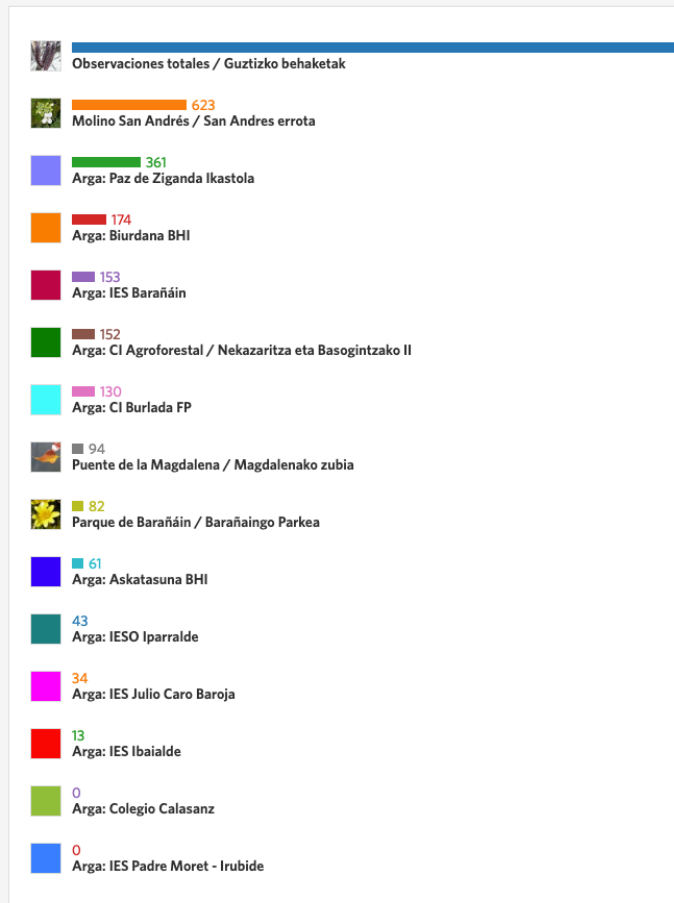 Observaciones totales / Guztizko behaketak
623
Molino San Andrés / San Andres errota
361
Arga: Paz de Ziganda Ikastola
174
Arga: Biurdana BHI
153
Arga: IES Barañáin
152
Arga: CI Agroforestal / Nekazaritza eta Basogintzako II
130
Arga: CI Burlada FP
94
Puente de la Magdalena / Magdalenako zubia
82
Parque de Barañáin / Barañaingo Parkea
61
Arga: Askatasuna BHI
43
Arga: IESO Iparralde
34
Arga: IES Julio Caro Baroja
13
Arga: IES Ibaialde
0
Arga: Colegio Calasanz
0
Arga: IES Padre Moret - Irubide